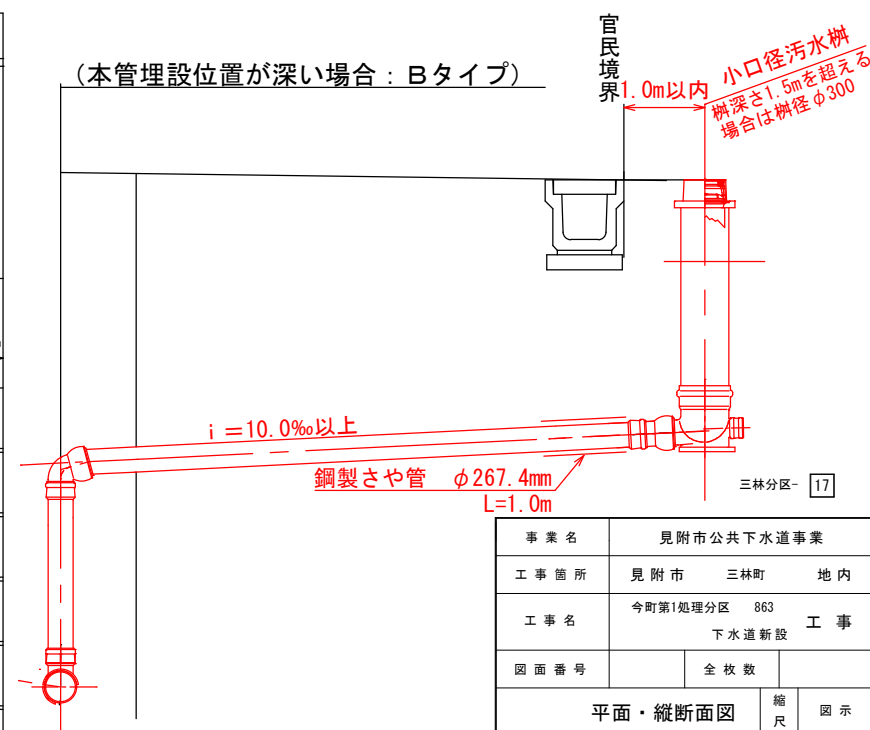 (本管埋設位置が深い場合：Ｂタイプ)
官民境界
1.0m以内
小口径汚水桝
桝深さ1.5mを超える
場合は桝径φ300
ｉ＝10.0‰以上
鋼製さや管　φ267.4mm
L=1.0m
三林分区- 17
事業名　見附市公共下水道事業
工事箇所　見附市　三林町　地内
工事名　今町第1処理分区　863
下水道新設　工事
図面番号　全枚数
平面・縦断面図　縮尺　図示